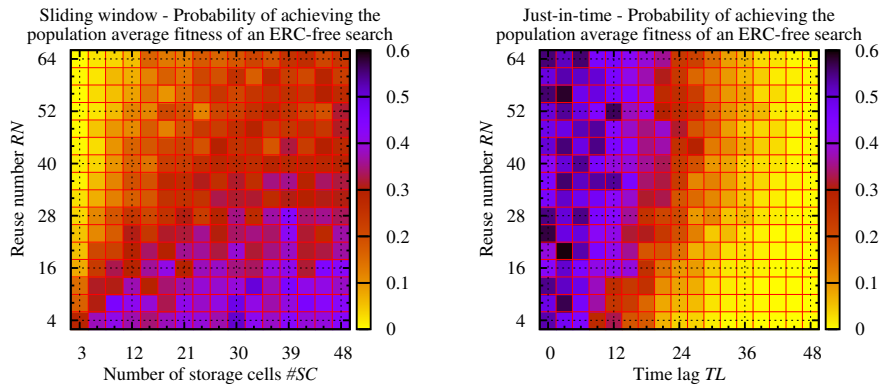 Sliding window - Probability of achieving the
population average fitness of an ERC-free search
64
52
40
28
16
4
Reuse number RN
3 12 21 30 39 48
Number of storage cells #SC
0.6
0.5
0.4
0.3
0.2
0.1
0
Just-in-time - Probability of achieving the
population average fitness of an ERC-free search
64
52
40
28
16
4
Reuse number RN
0 12 24 36 48
Time lag TL
0.6
0.5
0.4
0.3
0.2
0.1
0